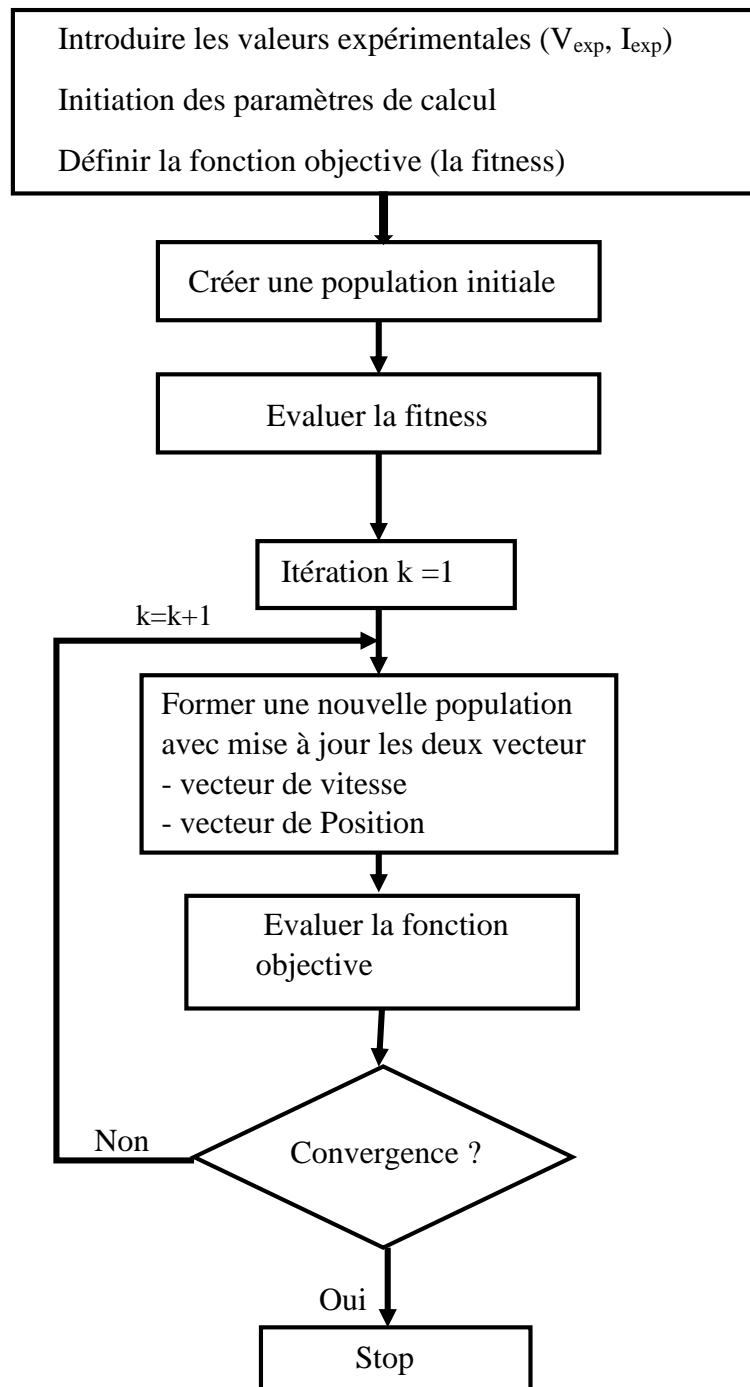 Introduire les valeurs expérimentales (Vexp, Iexp)
Initiation des paramètres de calcul
Définir la fonction objective (la fitness)
Créer une population initiale
Evaluer la fitness
Itération k =1
k=k+1
Former une nouvelle population
avec mise à jour les deux vecteur
- vecteur de vitesse
- vecteur de Position
Evaluer la fonction
objective
Non
Convergence ?
Oui
Stop